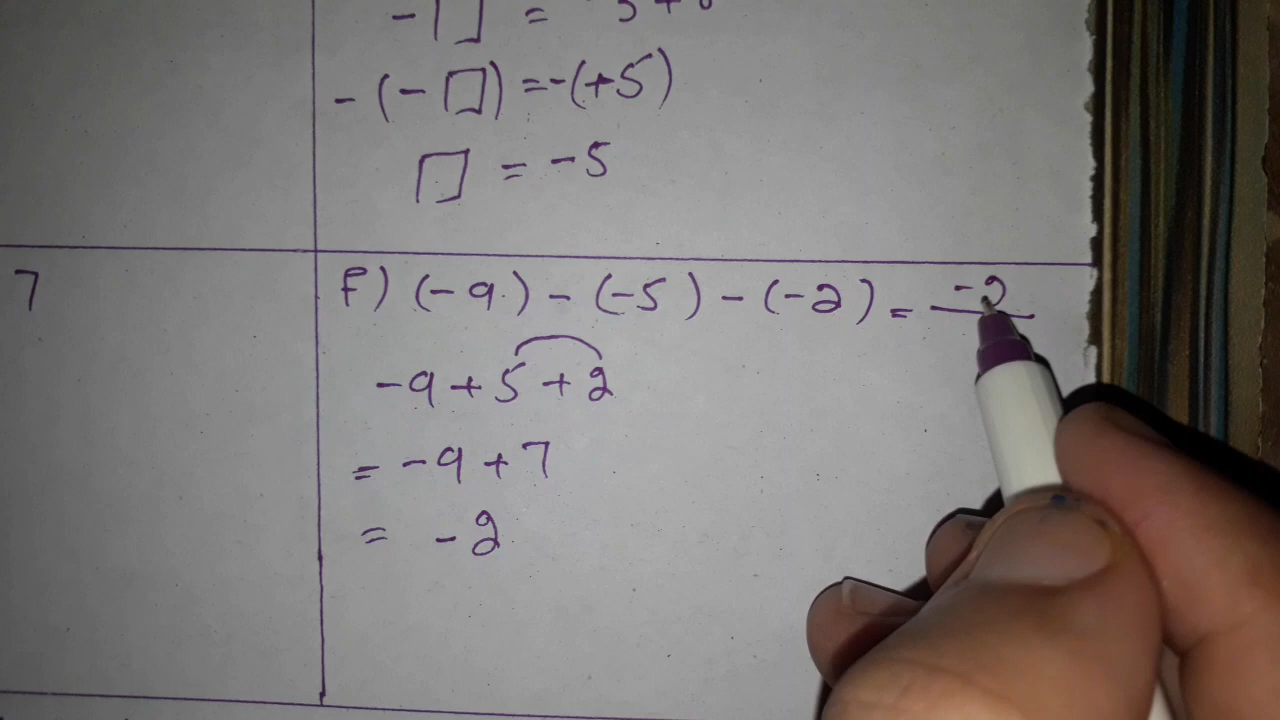 -(-□) = -(+5)
□ = -5
7
F) (-9) - (-5) - (-2) = -2
-9 + 5 + 2
= -9 + 7
= -2